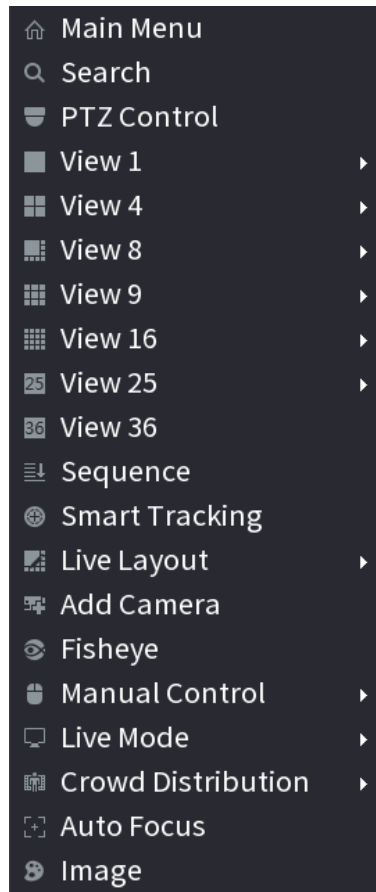 Main Menu
Search
PTZ Control
View 1
View 4
View 8
View 9
View 16
25 View 25
36 View 36
Sequence
Smart Tracking
Live Layout
Add Camera
Fisheye
Manual Control
Live Mode
Crowd Distribution
Auto Focus
Image